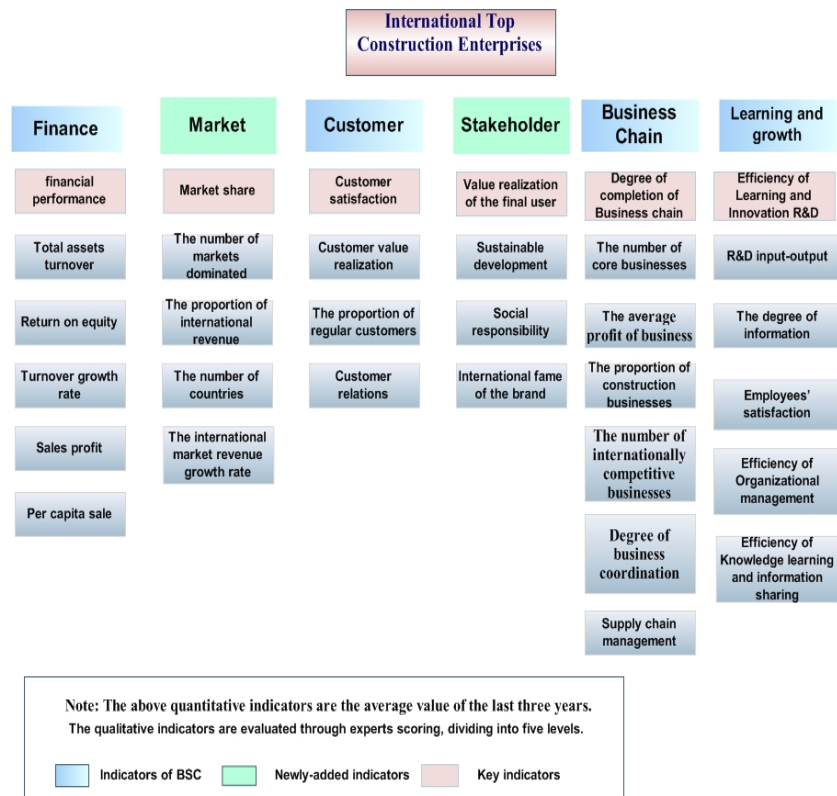 International Top
Construction Enterprises
Finance
Market
Customer
Stakeholder
Business
Chain
Learning and
growth
financial
performance
Market share
Customer
satisfaction
Value realization
of the final user
Degree of
completion of
Business chain
Efficiency of
Learning and
Innovation R&D
Total assets
turnover
The number of
markets
dominated
Customer value
realization
Sustainable
development
The number of
core businesses
R&D input-output
Return on equity
The proportion of
international
revenue
The proportion of
regular customers
Social
responsibility
The average
profit of business
The degree of
information
Turnover growth
rate
The number of
countries
Customer
relations
International fame
of the brand
The proportion of
construction
businesses
Employees'
satisfaction
Sales profit
The international
market revenue
growth rate
The number of
internationally
competitive
businesses
Efficiency of
Organizational
management
Per capita sale
Degree of
business
coordination
Efficiency of
Knowledge learning
and information
sharing
Supply chain
management
Note: The above quantitative indicators are the average value of the last three years.
The qualitative indicators are evaluated through experts scoring, dividing into five levels.
Indicators of BSC
Newly-added indicators
Key indicators